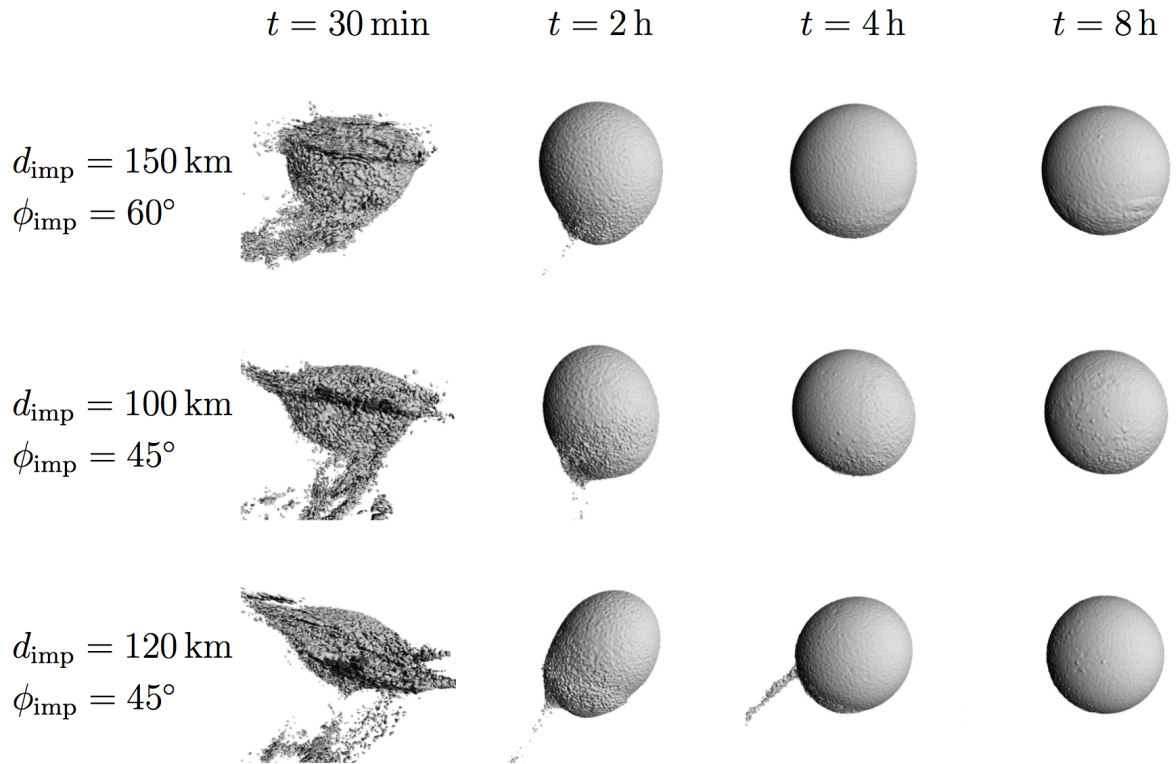 t = 30 min t = 2 h t = 4 h t = 8 h
d_imp = 150 km
ϕ_imp = 60°
d_imp = 100 km
ϕ_imp = 45°
d_imp = 120 km
ϕ_imp = 45°